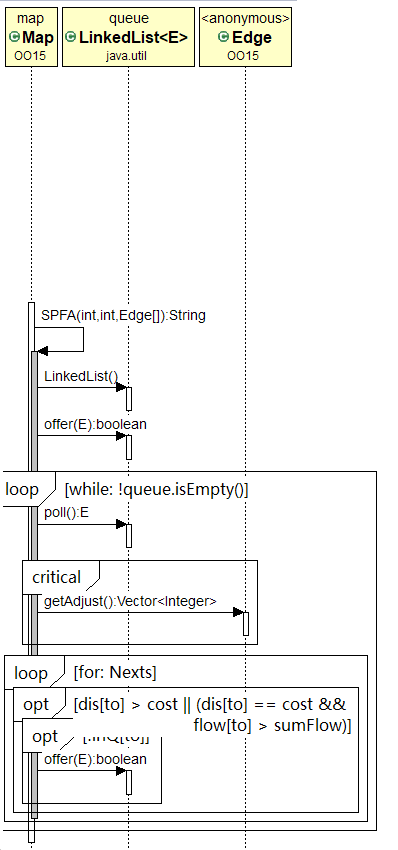 map
queue
<anonymous>
Map
LinkedList<E>
Edge
OO15
java.util
OO15
SPFA(int,int,Edge[]):String
LinkedList()
offer(E):boolean
loop
[while: !queue.isEmpty()]
poll():E
critical
getAdjust():Vector<Integer>
loop
[for: Nexts]
opt
[dis[to] > cost || (dis[to] == cost &&
flow[to] > sumFlow)]
opt
offer(E):boolean